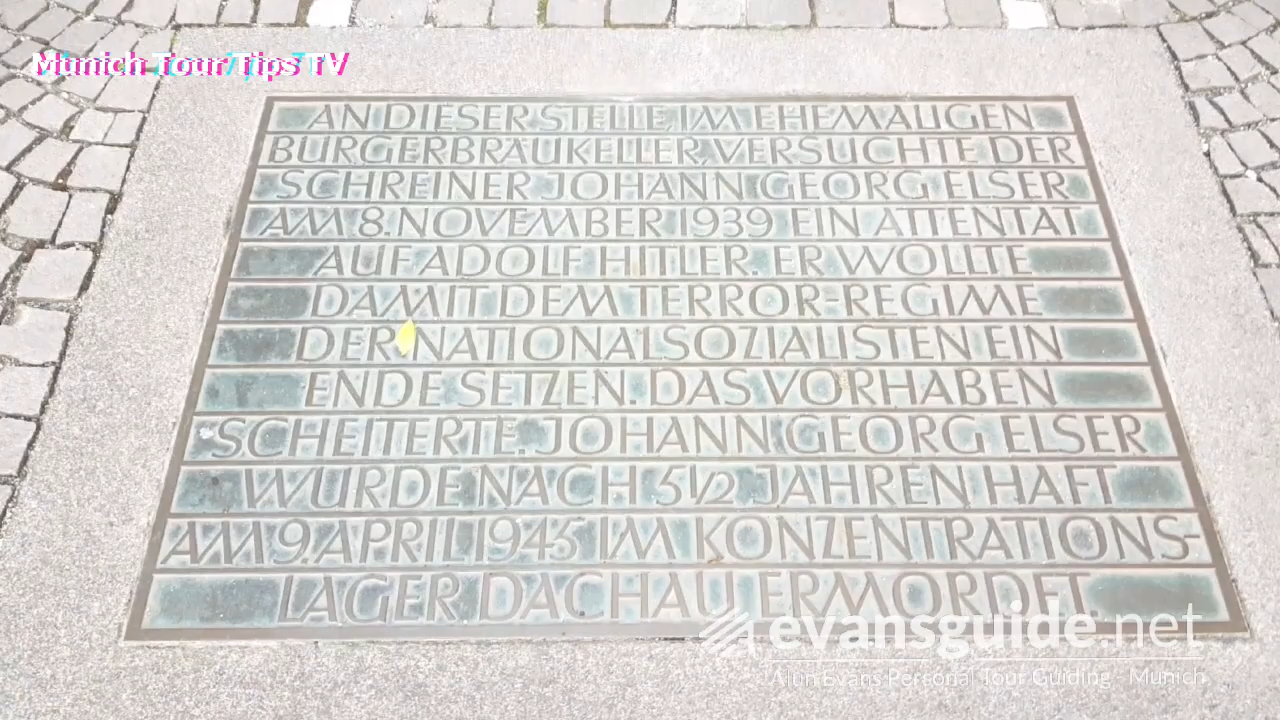 Munich Tour Tips TV
AN DIESER STELLE, IM EHEMALIGEN
BÜRGERBRÄUKELLER, VERSUCHTE DER
SCHREINER JOHANN GEORG ELSER
AM 8. NOVEMBER 1939 EIN ATTENTAT
AUF ADOLF HITLER. ER WOLLTE
DAMIT DEM TERROR-REGIME
DER NATIONALSOZIALISTEN EIN
ENDE SETZEN. DAS VORHABEN
SCHEITERTE. JOHANN GEORG ELSER
WURDE NACH 5 1/2 JAHREN HAFT
AM 9. APRIL 1945 IM KONZENTRATIONS-
LAGER DACHAU ERMORDET.
evansguide.net
Alun Evans Personal Tour Guiding - Munich